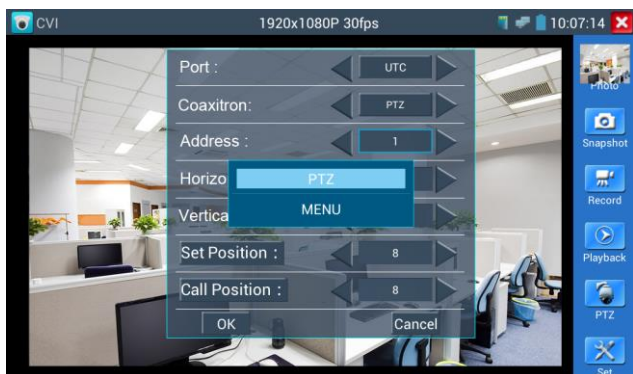 CVI 1920x1080P 30fps 10:07:14
Port : UTC
Coaxitron: PTZ
Address : 1
Horizo
PTZ
Vertica
MENU
Set Position : 8
Call Position : 8
OK Cancel
Photo
Snapshot
Record
Playback
PTZ
Set